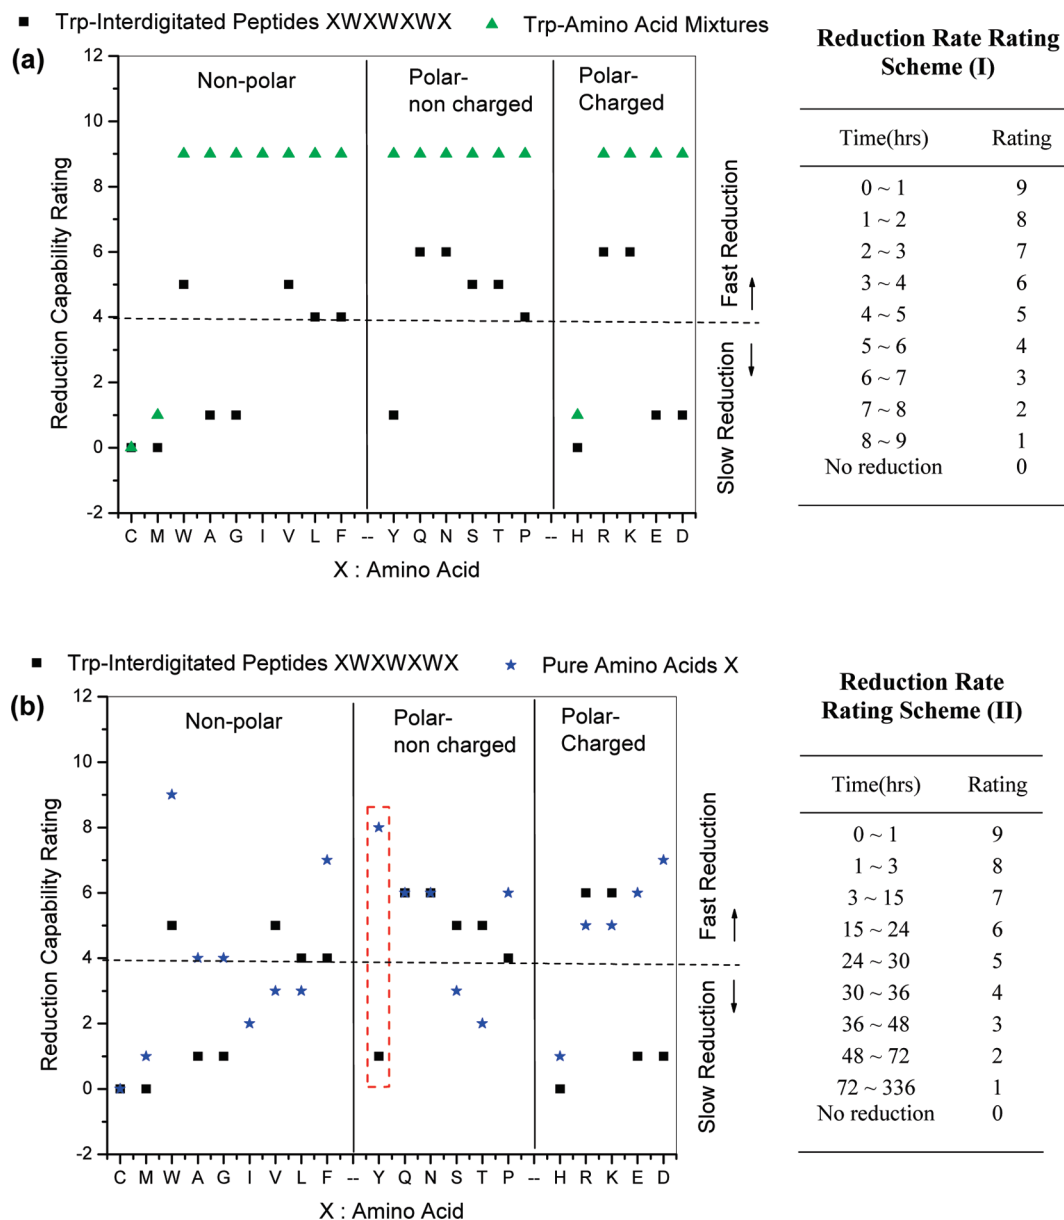 Trp-Interdigitated Peptides XWXWXWX
Trp-Amino Acid Mixtures
(a)
12
10
8
6
4
2
0
-2
Reduction Capability Rating
Non-polar
Polar-
non charged
Polar-
Charged
Fast Reduction
Slow Reduction
C M W A G I V L F -- Y Q N S T P -- H R K E D
X : Amino Acid
Reduction Rate Rating
Scheme (I)
Time(hrs) Rating
0 ~ 1 9
1 ~ 2 8
2 ~ 3 7
3 ~ 4 6
4 ~ 5 5
5 ~ 6 4
6 ~ 7 3
7 ~ 8 2
8 ~ 9 1
No reduction 0
Trp-Interdigitated Peptides XWXWXWX
Pure Amino Acids X
(b)
12
10
8
6
4
2
0
-2
Reduction Capability Rating
Non-polar
Polar-
non charged
Polar-
Charged
Fast Reduction
Slow Reduction
C M W A G I V L F -- Y Q N S T P -- H R K E D
X : Amino Acid
Reduction Rate
Rating Scheme (II)
Time(hrs) Rating
0 ~ 1 9
1 ~ 3 8
3 ~ 15 7
15 ~ 24 6
24 ~ 30 5
30 ~ 36 4
36 ~ 48 3
48 ~ 72 2
72 ~ 336 1
No reduction 0